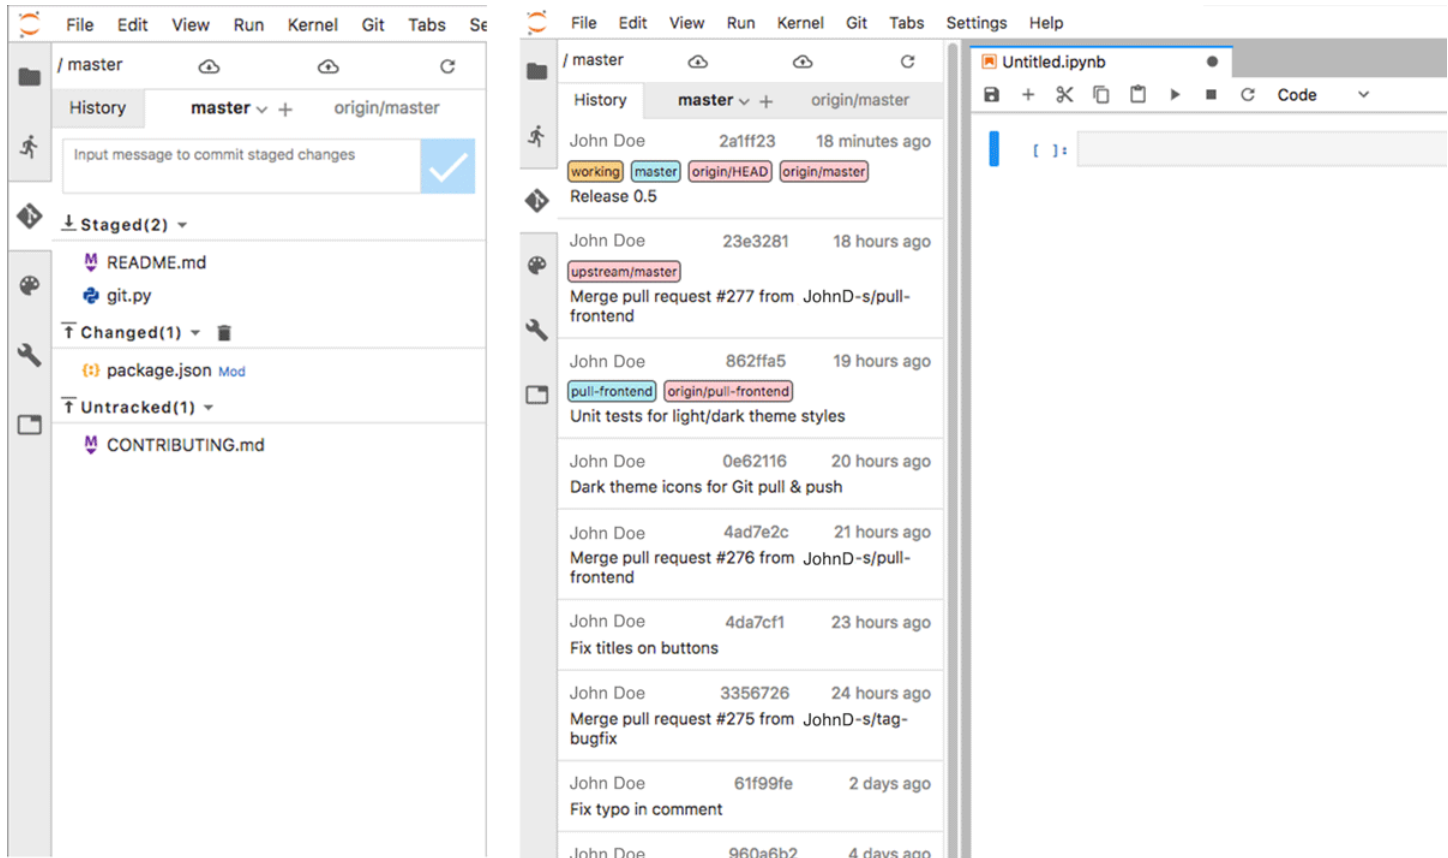 File Edit View Run Kernel Git Tabs Se
/ master
History master + origin/master
Input message to commit staged changes
Staged(2)
README.md
git.py
Changed(1)
package.json Mod
Untracked(1)
CONTRIBUTING.md
File Edit View Run Kernel Git Tabs Settings Help
/ master
History master + origin/master
John Doe 2a1ff23 18 minutes ago
working master origin/HEAD origin/master
Release 0.5
John Doe 23e3281 18 hours ago
upstream/master
Merge pull request #277 from JohnD-s/pull-
frontend
John Doe 862ffa5 19 hours ago
pull-frontend origin/pull-frontend
Unit tests for light/dark theme styles
John Doe 0e62116 20 hours ago
Dark theme icons for Git pull & push
John Doe 4ad7e2c 21 hours ago
Merge pull request #276 from JohnD-s/pull-
frontend
John Doe 4da7cf1 23 hours ago
Fix titles on buttons
John Doe 3356726 24 hours ago
Merge pull request #275 from JohnD-s/tag-
bugfix
John Doe 61f99fe 2 days ago
Fix typo in comment
John Doe 960a6b2 4 days ago
Untitled.ipynb
Code
[ ]: